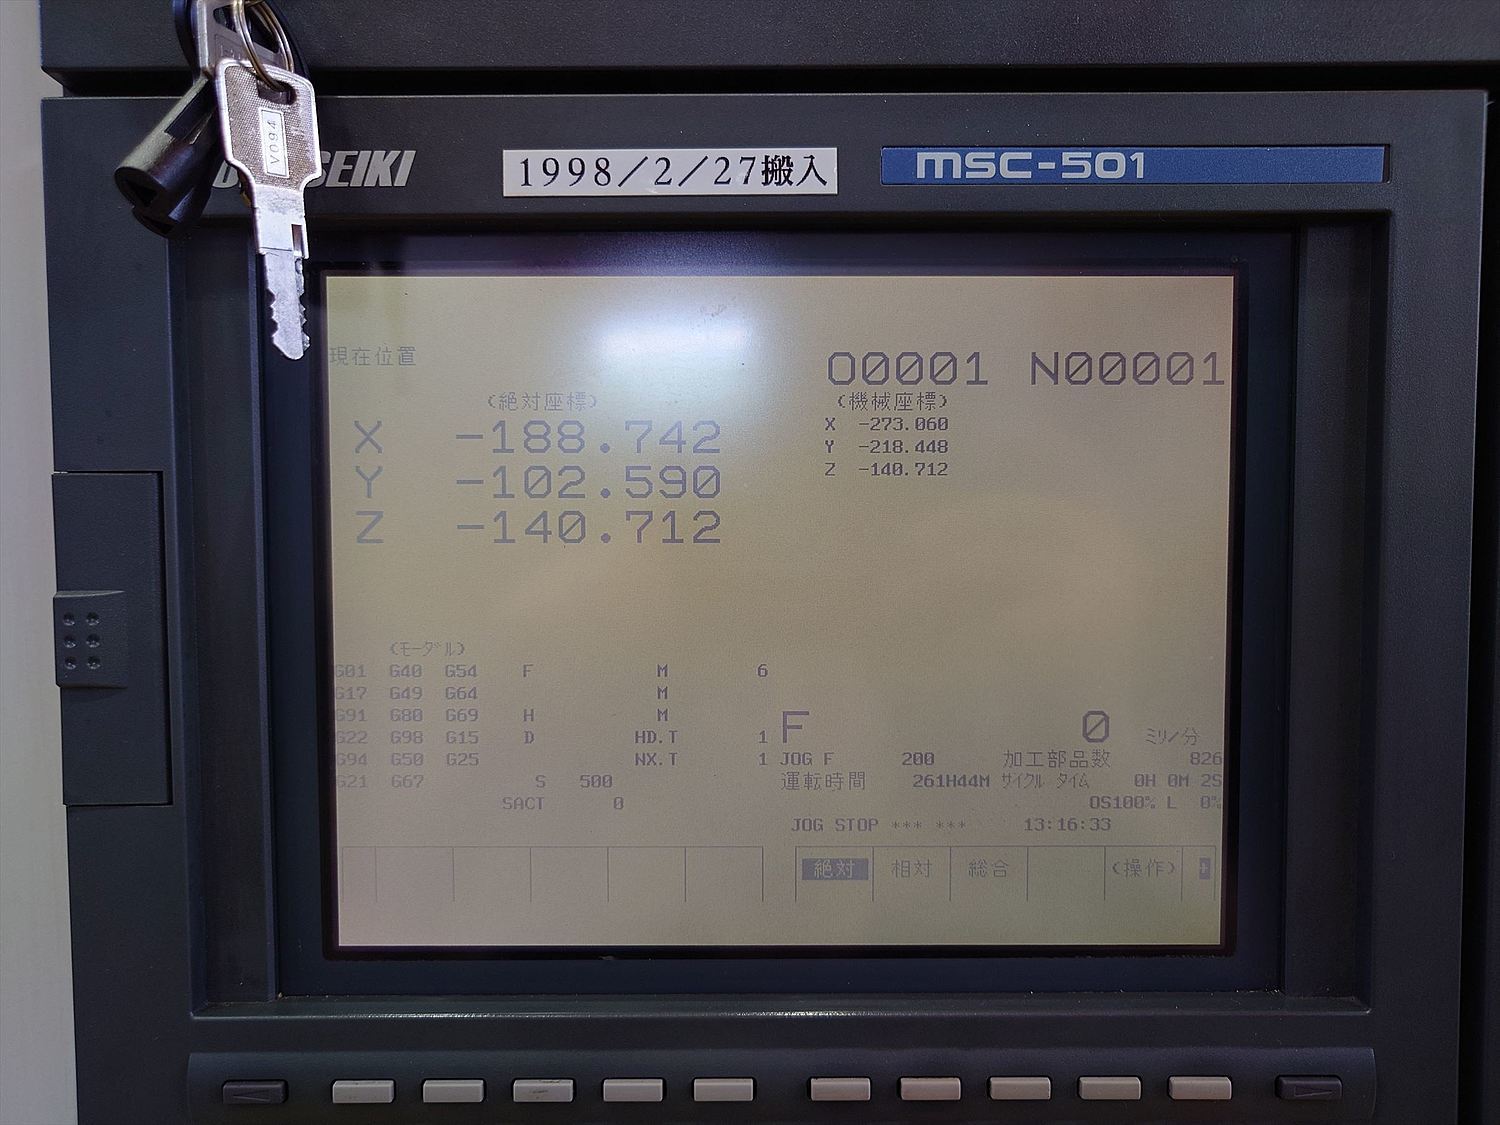 V094
SEIKI
1998/2/27搬入
MSC-501
現在位置
O0001 N00001
(絶対座標)
X -188.742
Y -102.590
Z -140.712
(機械座標)
X -273.060
Y -218.448
Z -140.712
(モーダル)
G01 G40 G54 F M 6
G17 G49 G64 M
G91 G80 G69 H M
G22 G98 G15 D HD.T 1
G94 G50 G25 NX.T 1
G21 G67 S 500
SACT 0
F 0 ミリ/分
JOG F 200 加工部品数 826
運転時間 261H44M サイクル タイム 0H 0M 2S
OS100% L 0%
JOG STOP *** *** 13:16:33
絶対 相対 総合 (操作) +